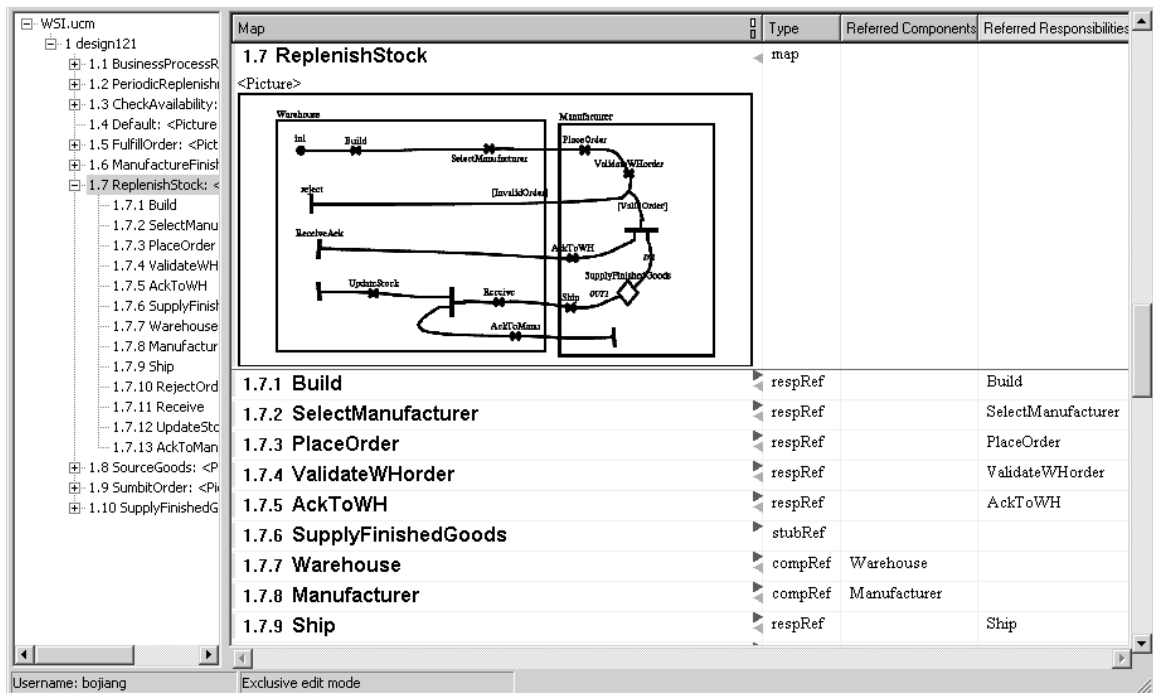 WSI.ucm
1 design121
1.1 BusinessProcessR
1.2 PeriodicReplenishr
1.3 CheckAvailability:
1.4 Default: <Picture
1.5 FulfillOrder: <Pict
1.6 ManufactureFinish
1.7 ReplenishStock: <
1.7.1 Build
1.7.2 SelectManu
1.7.3 PlaceOrder
1.7.4 ValidateWH
1.7.5 AckToWH
1.7.6 SupplyFinish
1.7.7 Warehouse
1.7.8 Manufactur
1.7.9 Ship
1.7.10 RejectOrd
1.7.11 Receive
1.7.12 UpdateSto
1.7.13 AckToMan
1.8 SourceGoods: <P
1.9 SumbitOrder: <Pi
1.10 SupplyFinishedG
Map Type Referred Components Referred Responsibilities
1.7 ReplenishStock map
<Picture>
Warehouse Manufacturer
ini Build SelectManufacturer PlaceOrder
ValidateWHorder
reject [InvalidOrder] [ValidOrder]
ReceiveAck AckToWH
IN1
SupplyFinishedGoods
UpdateStock Receive Ship OUT1
AckToManu
1.7.1 Build respRef Build
1.7.2 SelectManufacturer respRef SelectManufacturer
1.7.3 PlaceOrder respRef PlaceOrder
1.7.4 ValidateWHorder respRef ValidateWHorder
1.7.5 AckToWH respRef AckToWH
1.7.6 SupplyFinishedGoods stubRef
1.7.7 Warehouse compRef Warehouse
1.7.8 Manufacturer compRef Manufacturer
1.7.9 Ship respRef Ship
Username: bojiang Exclusive edit mode